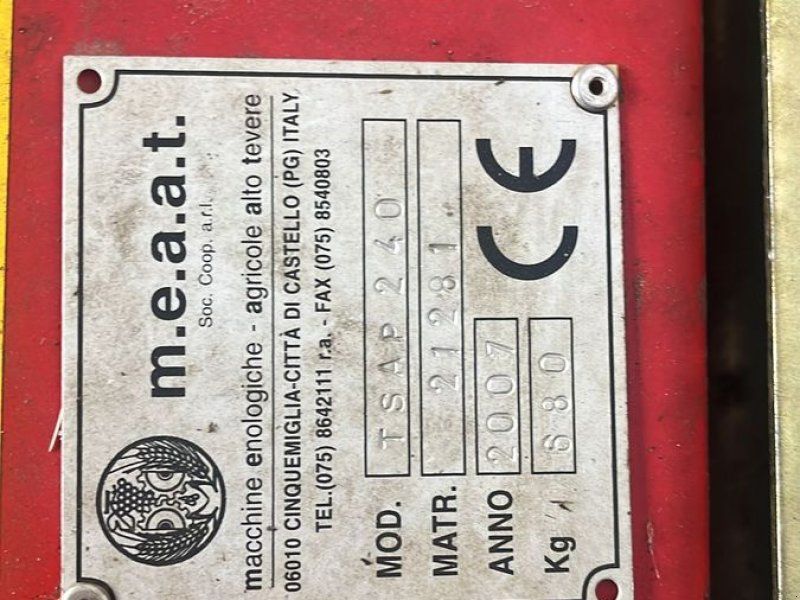 m.e.a.a.t.
Soc. Coop. a.r.l.
macchine enologiche - agricole alto tevere
06010 CINQUEMIGLIA-CITTÀ DI CASTELLO (PG) ITALY
TEL.(075) 8642111 r.a. - FAX (075) 8540803
MOD. TSAP 240
MATR. 21281
ANNO 2007 CE
Kg 680